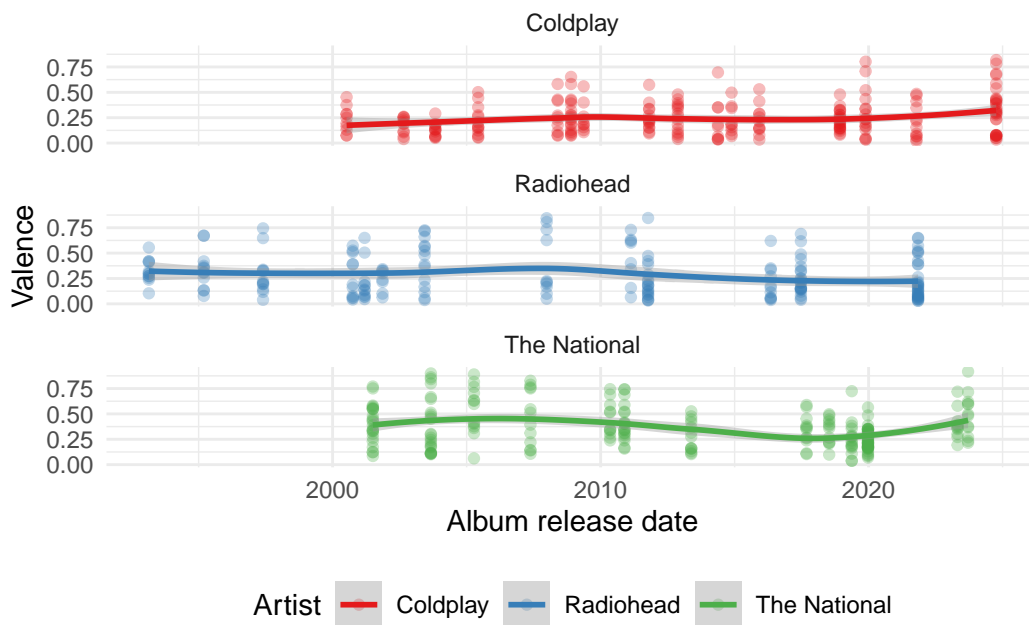 Coldplay
0.75
0.50
0.25
0.00
Radiohead
0.75
0.50
0.25
0.00
Valence
The National
0.75
0.50
0.25
0.00
2000 2010 2020
Album release date
Artist Coldplay Radiohead The National